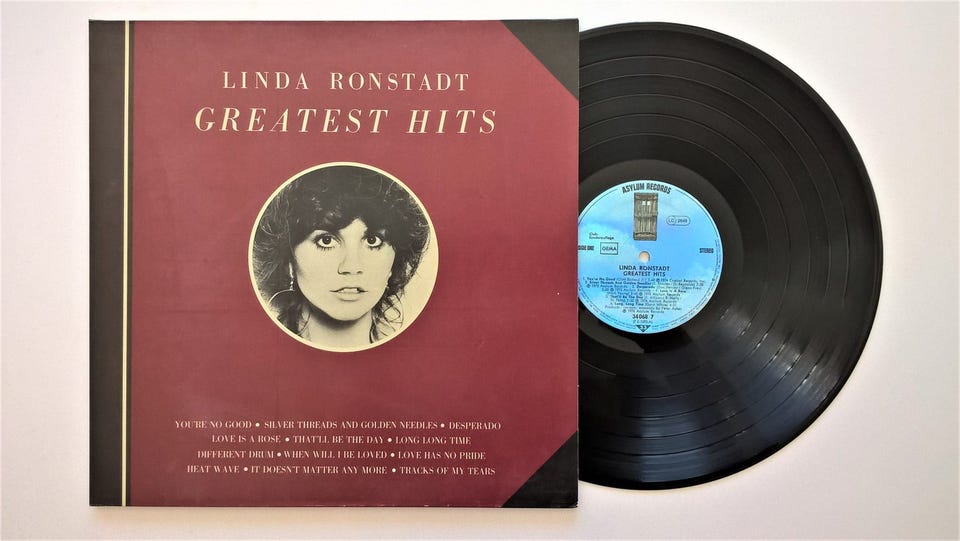 LINDA RONSTADT
GREATEST HITS
YOU'RE NO GOOD • SILVER THREADS AND GOLDEN NEEDLES • DESPERADO
LOVE IS A ROSE • THAT'LL BE THE DAY • LONG LONG TIME
DIFFERENT DRUM • WHEN WILL I BE LOVED • LOVE HAS NO PRIDE
HEAT WAVE • IT DOESN'T MATTER ANY MORE • TRACKS OF MY TEARS
ASYLUM RECORDS
SIDE ONE
GEMA
STEREO
LINDA RONSTADT
GREATEST HITS
34 068 7